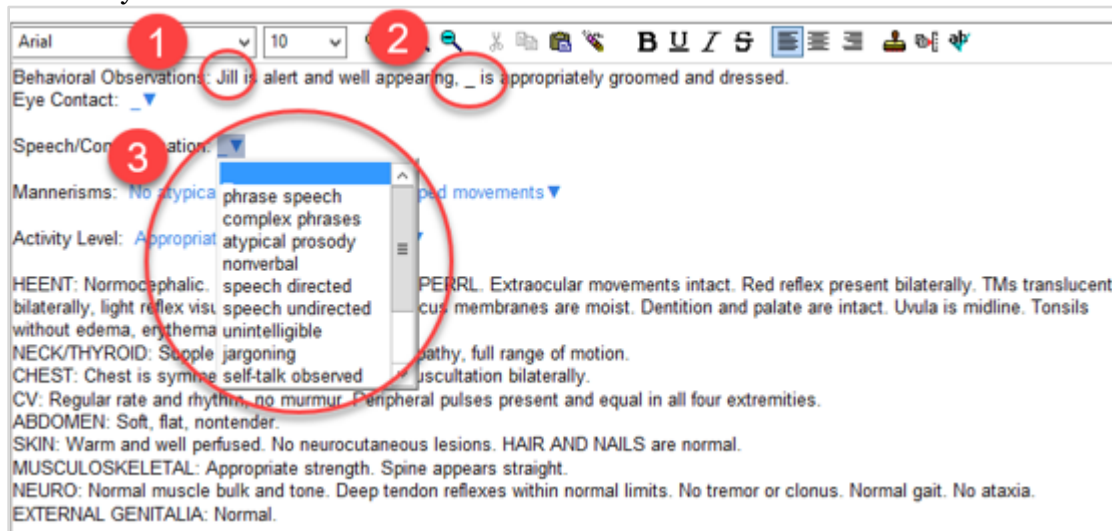 Arial 10 B U I S
1
2
Behavioral Observations: Jill is alert and well appearing, _ is appropriately groomed and dressed.
Eye Contact: _▼
Speech/Con ation: _▼
3
Mannerisms: No atypica ped movements▼
Activity Level: Appropriat
phrase speech
complex phrases
atypical prosody
nonverbal
speech directed
speech undirected
unintelligible
jargoning
self-talk observed
HEENT: Normocephalic. PERRL. Extraocular movements intact. Red reflex present bilaterally. TMs translucent
bilaterally, light reflex visu cus membranes are moist. Dentition and palate are intact. Uvula is midline. Tonsils
without edema, erythema
NECK/THYROID: Supple pathy, full range of motion.
CHEST: Chest is symme uscultation bilaterally.
CV: Regular rate and rhythm, no murmur. Peripheral pulses present and equal in all four extremities.
ABDOMEN: Soft, flat, nontender.
SKIN: Warm and well perfused. No neurocutaneous lesions. HAIR AND NAILS are normal.
MUSCULOSKELETAL: Appropriate strength. Spine appears straight.
NEURO: Normal muscle bulk and tone. Deep tendon reflexes within normal limits. No tremor or clonus. Normal gait. No ataxia.
EXTERNAL GENITALIA: Normal.